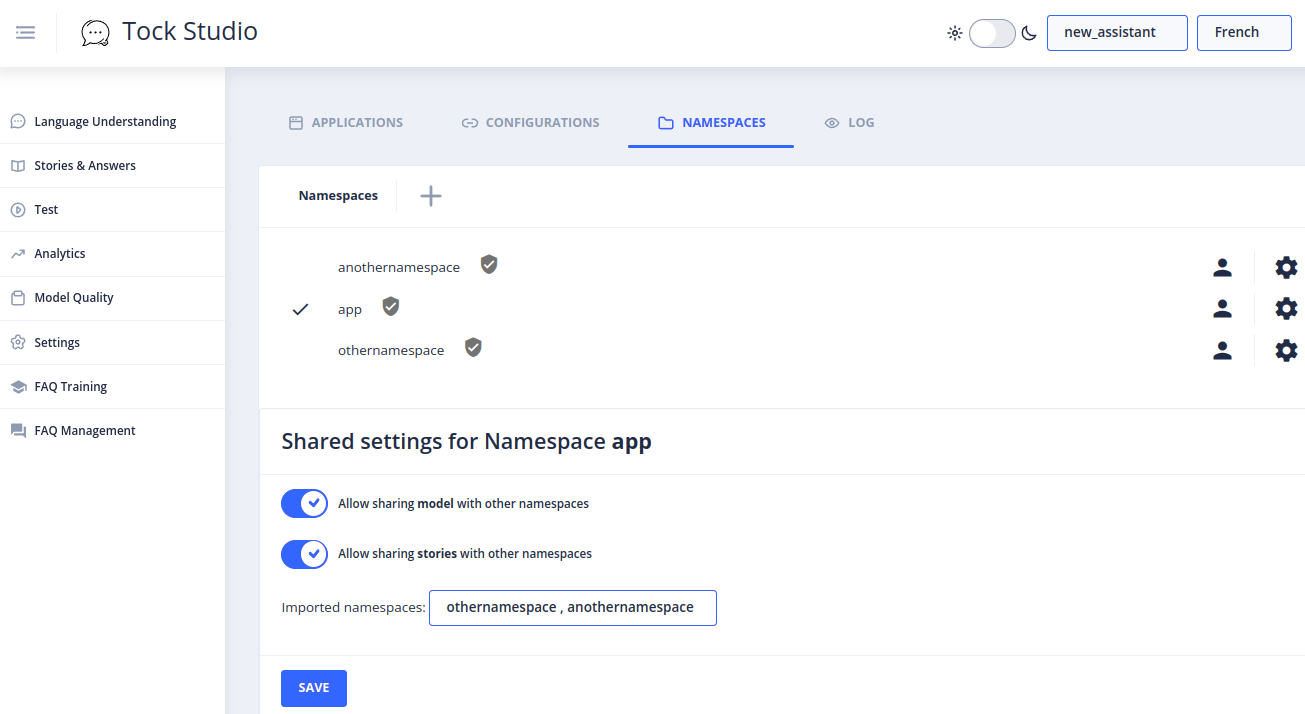 Tock Studio
new_assistant
French
Language Understanding
Stories & Answers
Test
Analytics
Model Quality
Settings
FAQ Training
FAQ Management
APPLICATIONS
CONFIGURATIONS
NAMESPACES
LOG
Namespaces
anothernamespace
app
othernamespace
Shared settings for Namespace app
Allow sharing model with other namespaces
Allow sharing stories with other namespaces
Imported namespaces: othernamespace , anothernamespace
SAVE